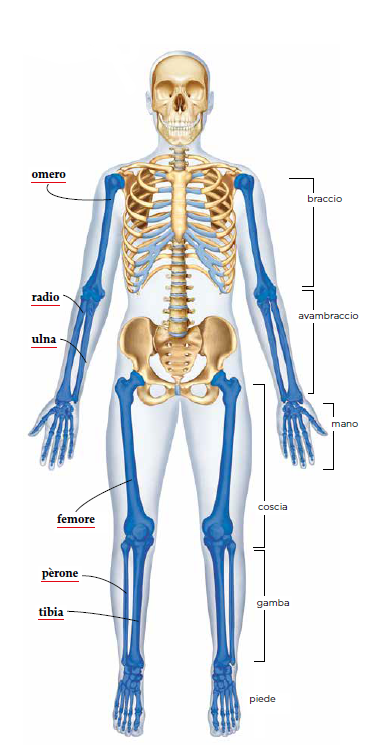 omero
braccio
radio
avambraccio
ulna
mano
coscia
femore
pèrone
gamba
tibia
piede